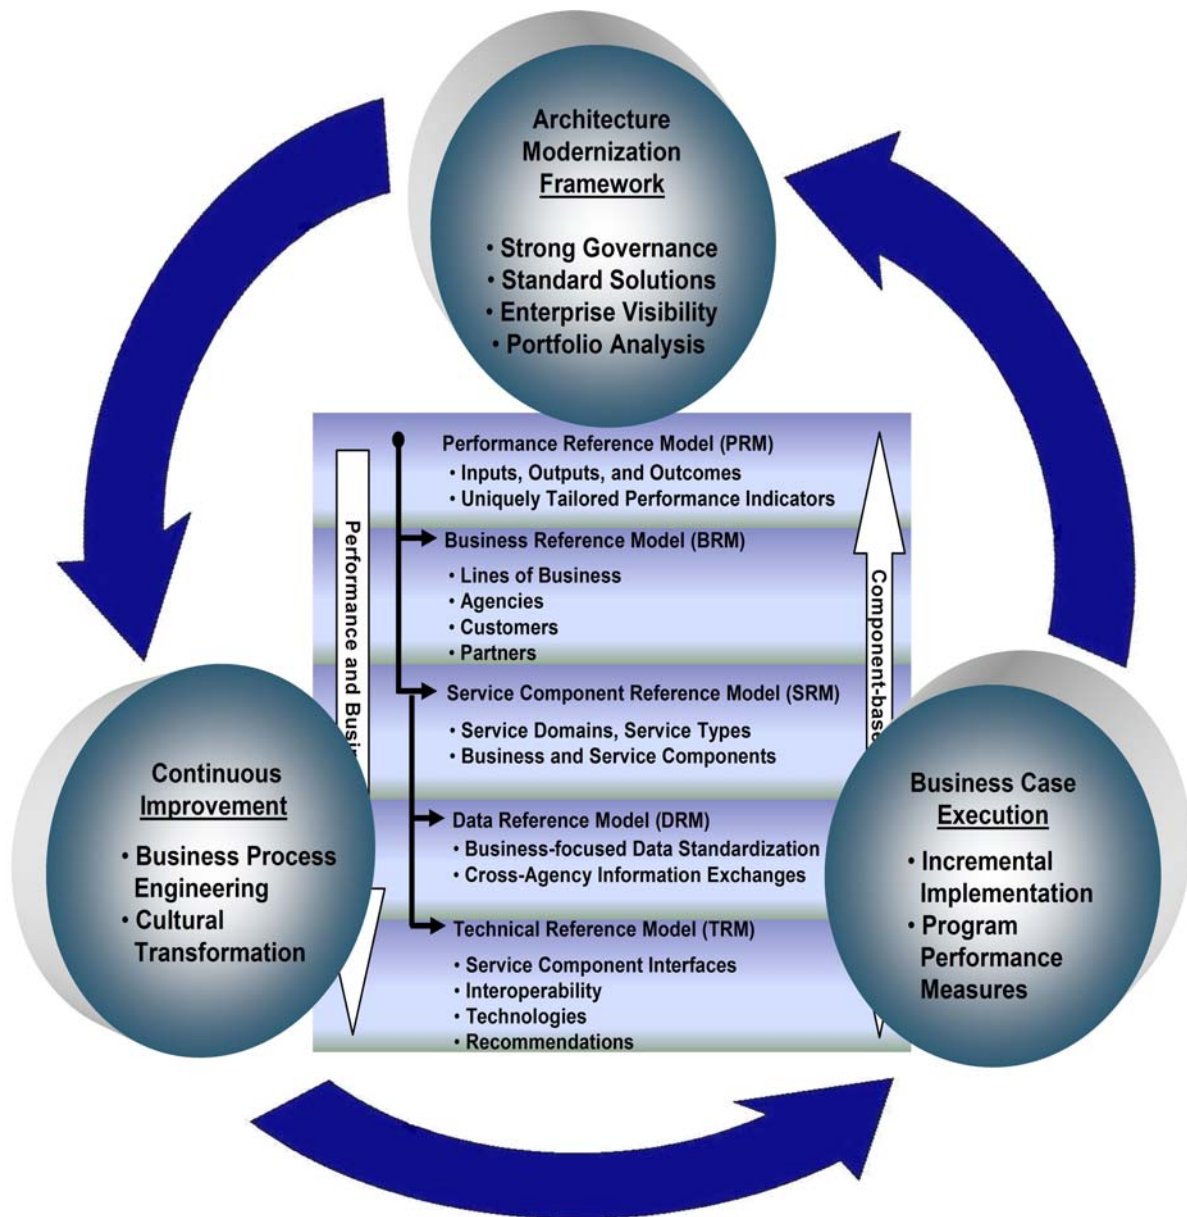 Architecture
Modernization
Framework
• Strong Governance
• Standard Solutions
• Enterprise Visibility
• Portfolio Analysis
Performance Reference Model (PRM)
• Inputs, Outputs, and Outcomes
• Uniquely Tailored Performance Indicators
Business Reference Model (BRM)
• Lines of Business
• Agencies
• Customers
• Partners
Service Component Reference Model (SRM)
• Service Domains, Service Types
• Business and Service Components
Data Reference Model (DRM)
• Business-focused Data Standardization
• Cross-Agency Information Exchanges
Technical Reference Model (TRM)
• Service Component Interfaces
• Interoperability
• Technologies
• Recommendations
Performance and
Component-bas
Continuous
Improvement
• Business Process
Engineering
• Cultural
Transformation
Business Case
Execution
• Incremental
Implementation
• Program
Performance
Measures